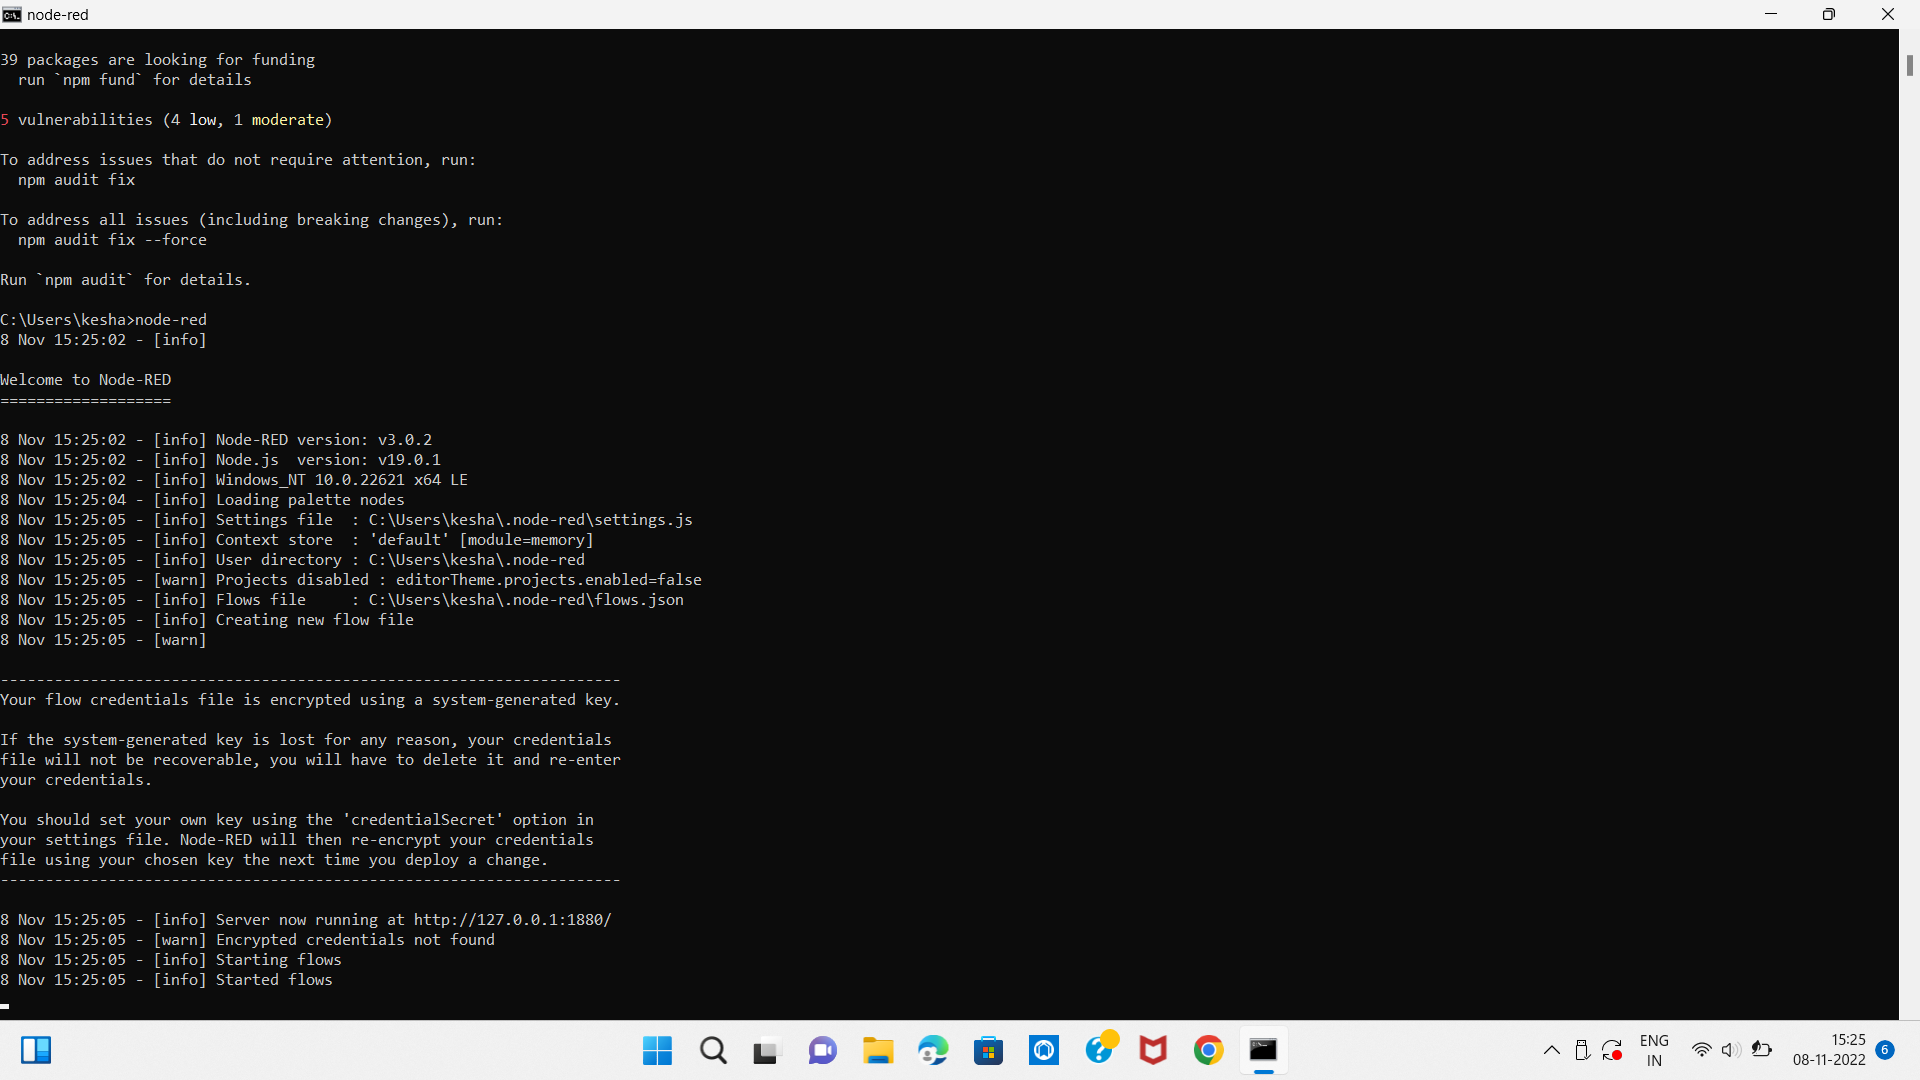 node-red
39 packages are looking for funding
  run `npm fund` for details
5 vulnerabilities (4 low, 1 moderate)
To address issues that do not require attention, run:
  npm audit fix
To address all issues (including breaking changes), run:
  npm audit fix --force
Run `npm audit` for details.
C:\Users\kesha>node-red
8 Nov 15:25:02 - [info]
Welcome to Node-RED
===================
8 Nov 15:25:02 - [info] Node-RED version: v3.0.2
8 Nov 15:25:02 - [info] Node.js  version: v19.0.1
8 Nov 15:25:02 - [info] Windows_NT 10.0.22621 x64 LE
8 Nov 15:25:04 - [info] Loading palette nodes
8 Nov 15:25:05 - [info] Settings file  : C:\Users\kesha\.node-red\settings.js
8 Nov 15:25:05 - [info] Context store  : 'default' [module=memory]
8 Nov 15:25:05 - [info] User directory : C:\Users\kesha\.node-red
8 Nov 15:25:05 - [warn] Projects disabled : editorTheme.projects.enabled=false
8 Nov 15:25:05 - [info] Flows file     : C:\Users\kesha\.node-red\flows.json
8 Nov 15:25:05 - [info] Creating new flow file
8 Nov 15:25:05 - [warn]
---------------------------------------------------------------------
Your flow credentials file is encrypted using a system-generated key.
If the system-generated key is lost for any reason, your credentials
file will not be recoverable, you will have to delete it and re-enter
your credentials.
You should set your own key using the 'credentialSecret' option in
your settings file. Node-RED will then re-encrypt your credentials
file using your chosen key the next time you deploy a change.
---------------------------------------------------------------------
8 Nov 15:25:05 - [info] Server now running at http://127.0.0.1:1880/
8 Nov 15:25:05 - [warn] Encrypted credentials not found
8 Nov 15:25:05 - [info] Starting flows
8 Nov 15:25:05 - [info] Started flows
ENG
IN
15:25
08-11-2022
6